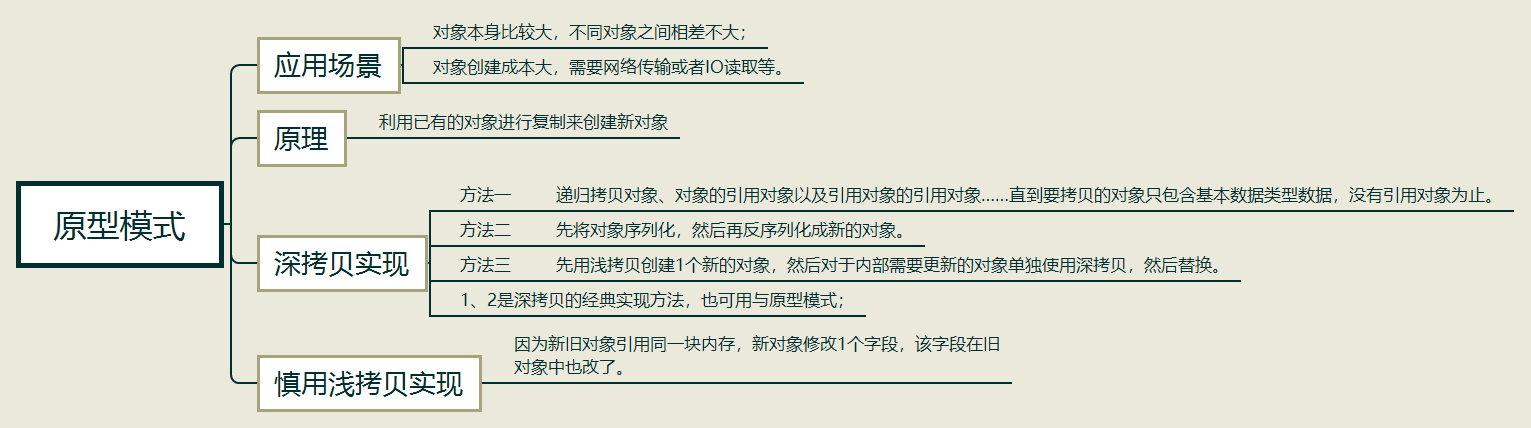 原型模式
应用场景
对象本身比较大，不同对象之间相差不大；
对象创建成本大，需要网络传输或者IO读取等。
原理
利用已有的对象进行复制来创建新对象
深拷贝实现
方法一 递归拷贝对象、对象的引用对象以及引用对象的引用对象......直到要拷贝的对象只包含基本数据类型数据，没有引用对象为止。
方法二 先将对象序列化，然后再反序列化成新的对象。
方法三 先用浅拷贝创建1个新的对象，然后对于内部需要更新的对象单独使用深拷贝，然后替换。
1、2是深拷贝的经典实现方法，也可用与原型模式；
慎用浅拷贝实现
因为新旧对象引用同一块内存，新对象修改1个字段，该字段在旧
对象中也改了。